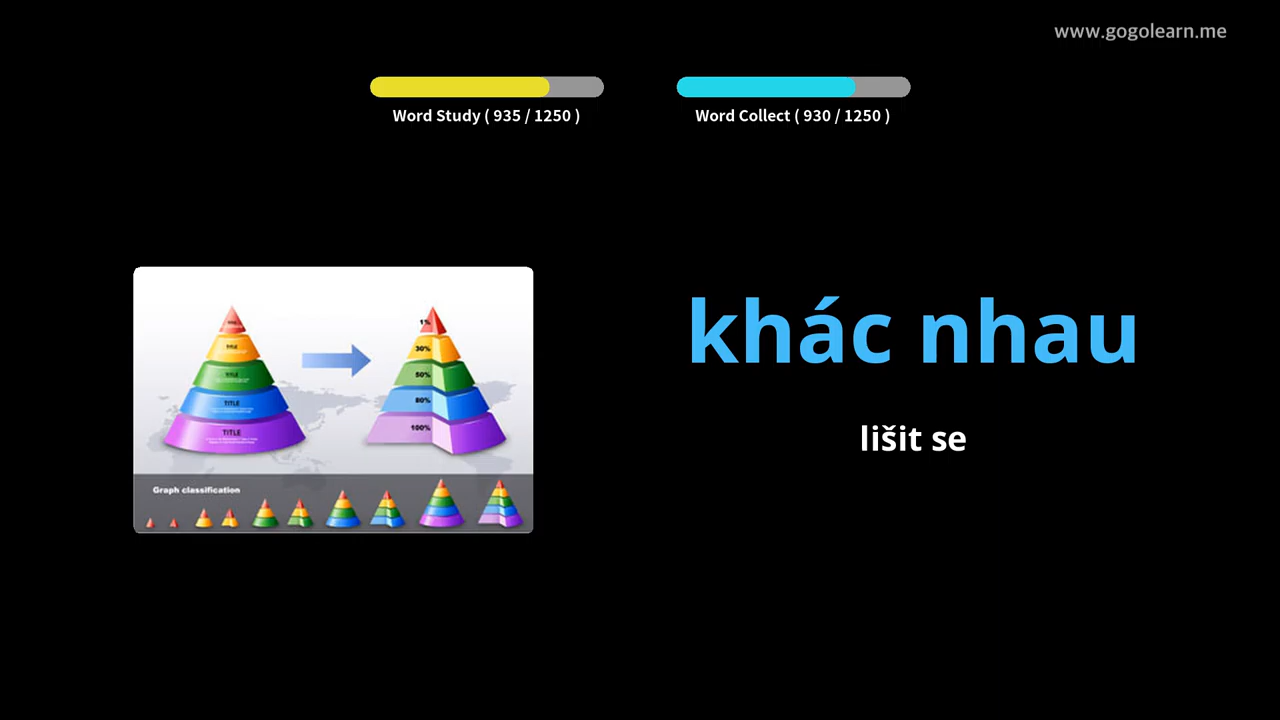 www.gogolearn.me
Word Study ( 935 / 1250 )
Word Collect ( 930 / 1250 )
khác nhau
lišit se
TITLE
TITLE
TITLE
TITLE
1%
30%
50%
80%
100%
Graph classification